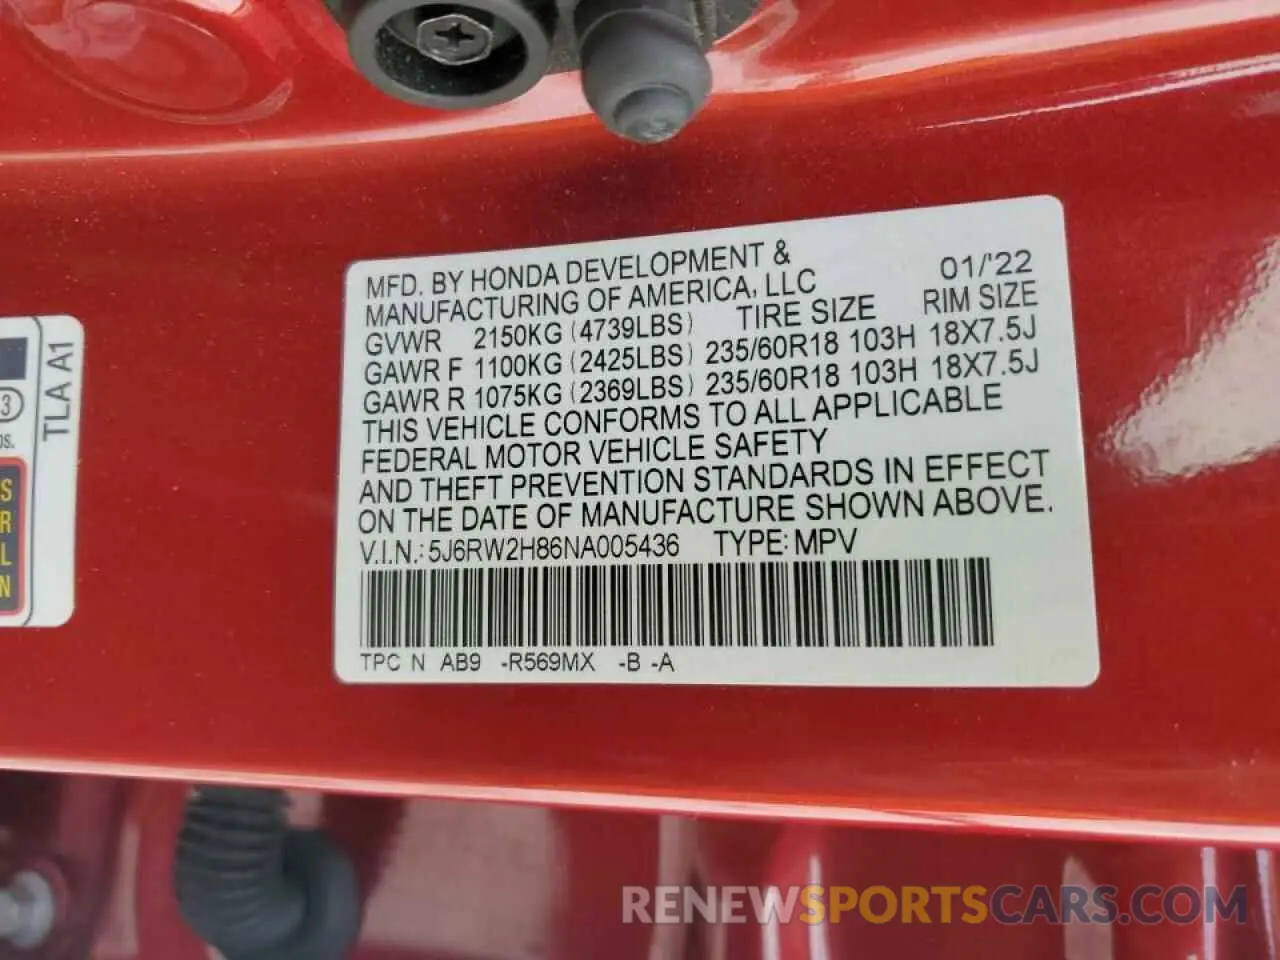 MFD. BY HONDA DEVELOPMENT &
MANUFACTURING OF AMERICA, LLC 01/'22
GVWR 2150KG (4739LBS) TIRE SIZE RIM SIZE
GAWR F 1100KG (2425LBS) 235/60R18 103H 18X7.5J
GAWR R 1075KG (2369LBS) 235/60R18 103H 18X7.5J
THIS VEHICLE CONFORMS TO ALL APPLICABLE
FEDERAL MOTOR VEHICLE SAFETY
AND THEFT PREVENTION STANDARDS IN EFFECT
ON THE DATE OF MANUFACTURE SHOWN ABOVE.
V.I.N.: 5J6RW2H86NA005436 TYPE: MPV
TPC N AB9 -R569MX -B -A
TLA A1
3
S
R
L
N
RENEWSPORTSCARS.COM